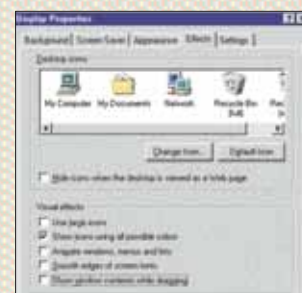 Display Properties
Background Screen Saver Appearance Effects Settings
Desktop icons
My Computer My Documents Network Recycle Bin
(full)
Change Icon... Default Icon
Hide icons when the desktop is viewed as a Web page
Visual effects
Use large icons
Show icons using all possible colors
Animate windows, menus and lists
Smooth edges of screen fonts
Show window contents while dragging